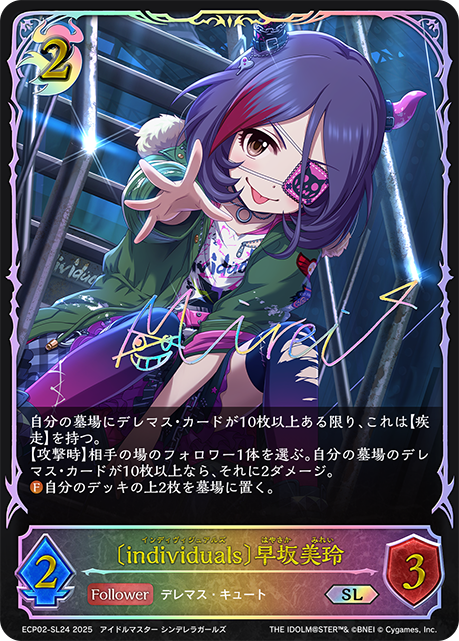 2
individuals
Mirei
自分の墓場にデレマス・カードが10枚以上ある限り、これは【疾
走】を持つ。
【攻撃時】相手の場のフォロワー1体を選ぶ。自分の墓場のデレ
マス・カードが10枚以上なら、それに2ダメージ。
F 自分のデッキの上2枚を墓場に置く。
インディヴィジュアルズ はやさか みれい
〔individuals〕早坂美玲
2
Follower デレマス・キュート SL
3
ECP02-SL24 2025 アイドルマスター シンデレラガールズ THE IDOLM@STER™& ©BNEI © Cygames, Inc.